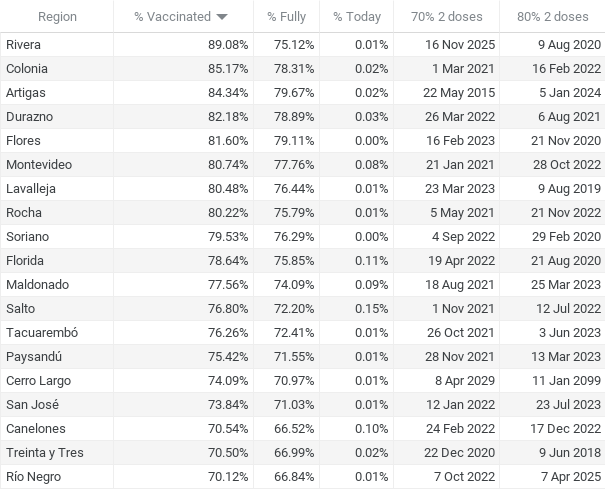 Region % Vaccinated % Fully % Today 70% 2 doses 80% 2 doses
Rivera 89.08% 75.12% 0.01% 16 Nov 2025 9 Aug 2020
Colonia 85.17% 78.31% 0.02% 1 Mar 2021 16 Feb 2022
Artigas 84.34% 79.67% 0.02% 22 May 2015 5 Jan 2024
Durazno 82.18% 78.89% 0.03% 26 Mar 2022 6 Aug 2021
Flores 81.60% 79.11% 0.00% 16 Feb 2023 21 Nov 2020
Montevideo 80.74% 77.76% 0.08% 21 Jan 2021 28 Oct 2022
Lavalleja 80.48% 76.44% 0.01% 23 Mar 2023 9 Aug 2019
Rocha 80.22% 75.79% 0.01% 5 May 2021 21 Nov 2022
Soriano 79.53% 76.29% 0.00% 4 Sep 2022 29 Feb 2020
Florida 78.64% 75.85% 0.11% 19 Apr 2022 21 Aug 2020
Maldonado 77.56% 74.09% 0.09% 18 Aug 2021 25 Mar 2023
Salto 76.80% 72.20% 0.15% 1 Nov 2021 12 Jul 2022
Tacuarembó 76.26% 72.41% 0.01% 26 Oct 2021 3 Jun 2023
Paysandú 75.42% 71.55% 0.01% 28 Nov 2021 13 Mar 2023
Cerro Largo 74.09% 70.97% 0.01% 8 Apr 2029 11 Jan 2099
San José 73.84% 71.03% 0.01% 12 Jan 2022 23 Jul 2023
Canelones 70.54% 66.52% 0.10% 24 Feb 2022 17 Dec 2022
Treinta y Tres 70.50% 66.99% 0.02% 22 Dec 2020 9 Jun 2018
Río Negro 70.12% 66.84% 0.01% 7 Oct 2022 7 Apr 2025